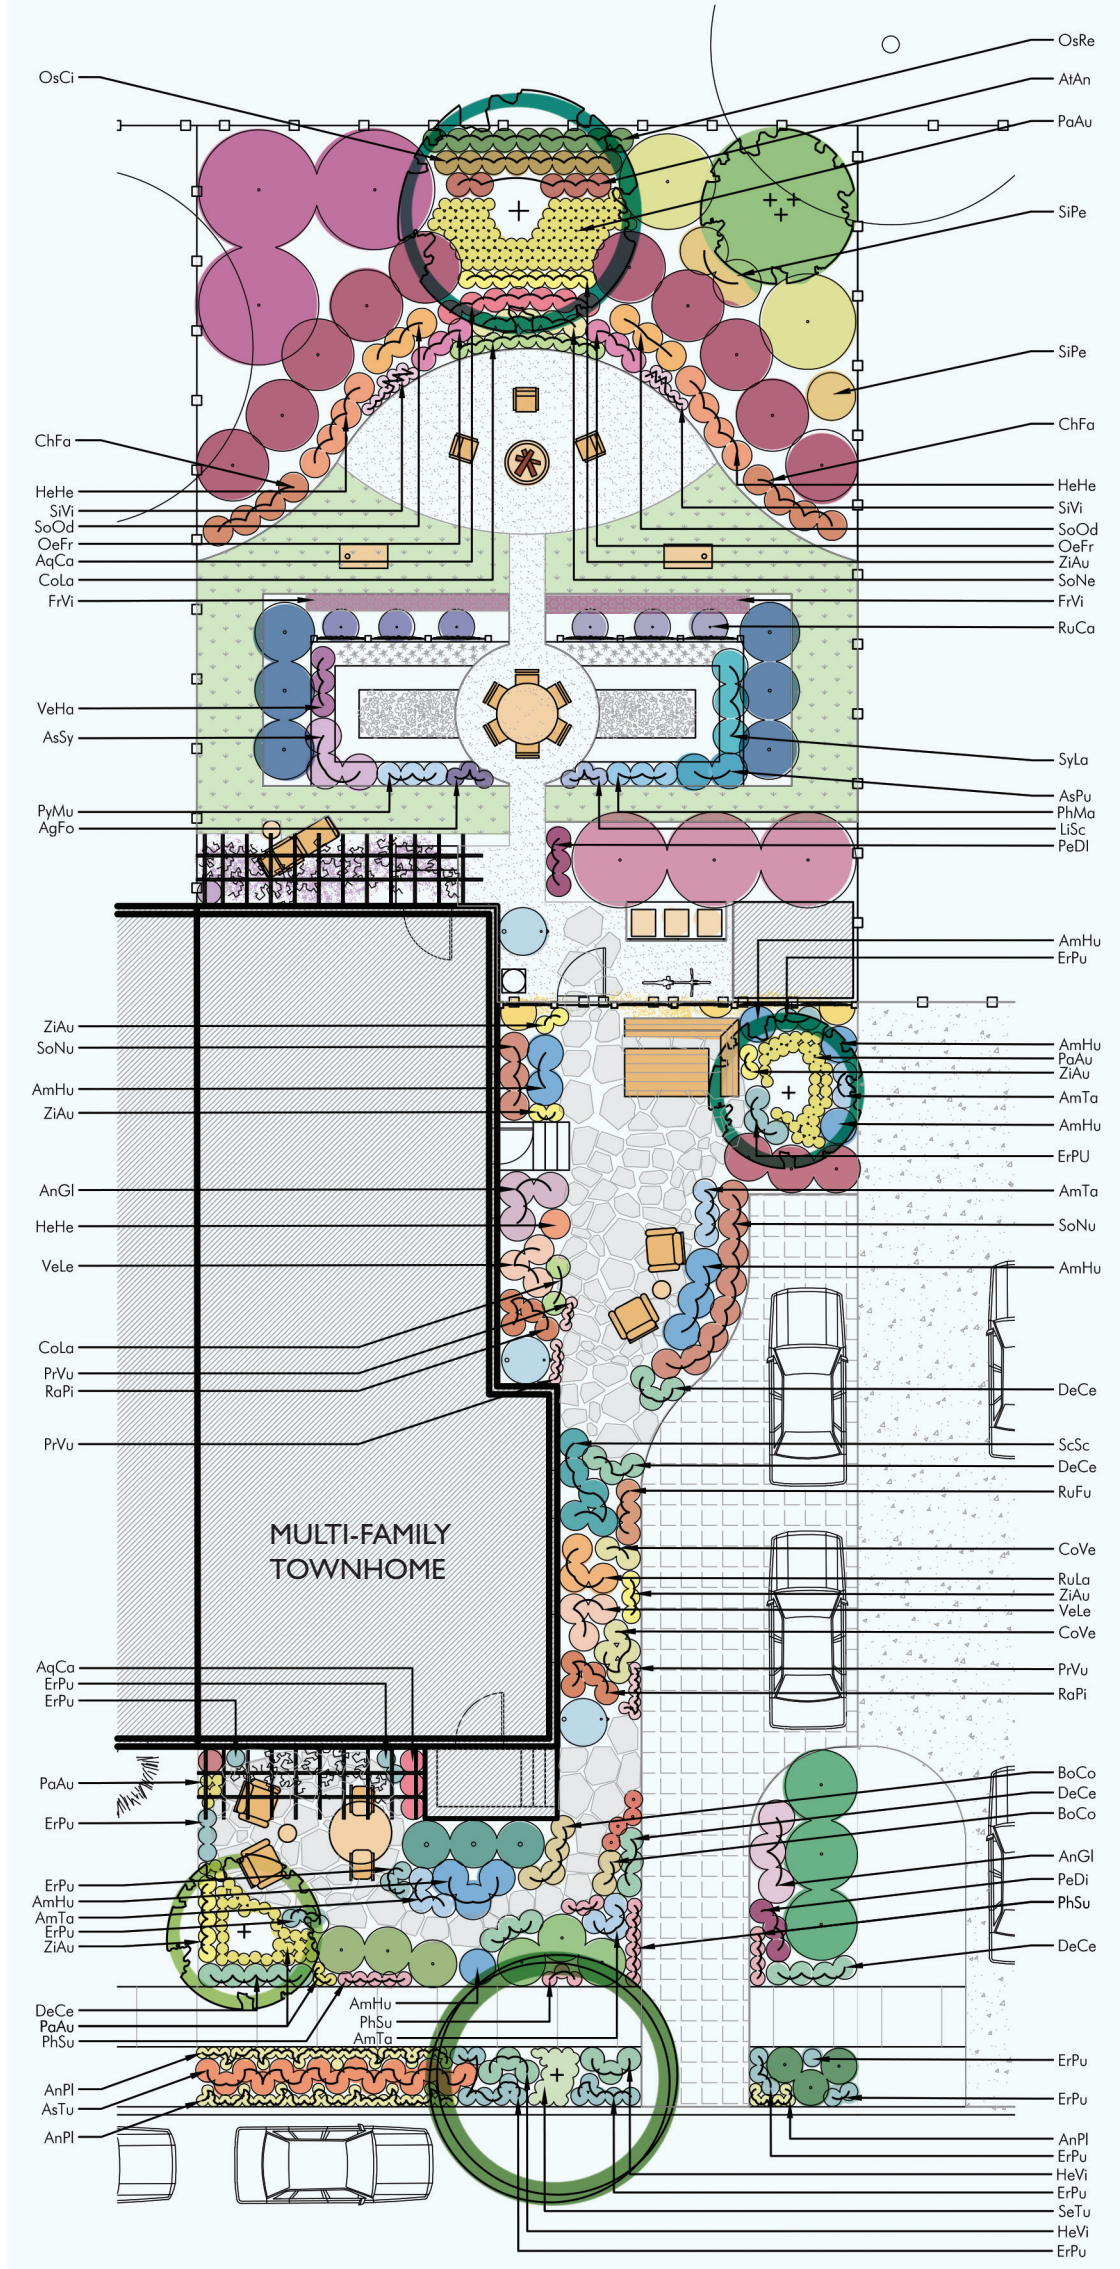 OsRe
OsCi
AtAn
PaAu
SiPe
SiPe
ChFa
ChFa
HeHe
HeHe
SiVi
SiVi
SoOd
SoOd
OeFr
OeFr
AqCa
ZiAu
CoLa
SoNe
FrVi
FrVi
RuCa
VeHa
AsSy
SyLa
AsPu
PyMu
PhMa
AgFo
LiSc
PeDI
AmHu
ErPu
ZiAu
SoNu
AmHu
PaAu
ZiAu
AmHu
AmTa
ZiAu
AmHu
ErPU
AnGl
AmTa
HeHe
SoNu
VeLe
AmHu
CoLa
PrVu
RaPi
DeCe
PrVu
ScSc
DeCe
RuFu
MULTI-FAMILY
TOWNHOME
CoVe
RuLa
ZiAu
VeLe
CoVe
AqCa
PrVu
ErPu
RaPi
ErPu
BoCo
PaAu
DeCe
BoCo
ErPu
AnGl
PeDi
ErPu
AmHu
PhSu
AmTa
ErPu
ZiAu
DeCe
AmHu
DeCe
PhSu
PaAu
AmTa
PhSu
ErPu
AnPl
AsTu
ErPu
AnPl
AnPl
ErPu
HeVi
ErPu
SeTu
HeVi
ErPu